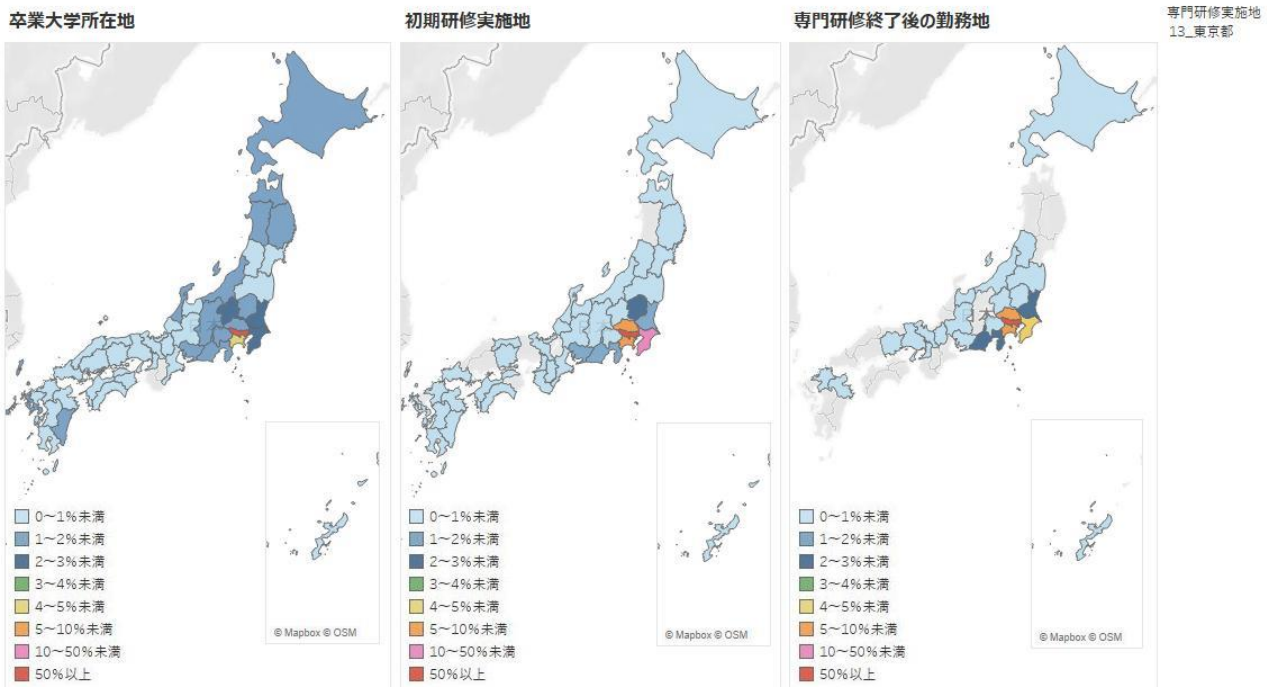 卒業大学所在地
初期研修実施地
専門研修終了後の勤務地
専門研修実施地
13_東京都
0～1%未満
1～2%未満
2～3%未満
3～4%未満
4～5%未満
5～10%未満
10～50%未満
50%以上
© Mapbox © OSM
0～1%未満
1～2%未満
2～3%未満
3～4%未満
4～5%未満
5～10%未満
10～50%未満
50%以上
© Mapbox © OSM
0～1%未満
1～2%未満
2～3%未満
3～4%未満
4～5%未満
5～10%未満
10～50%未満
50%以上
© Mapbox © OSM